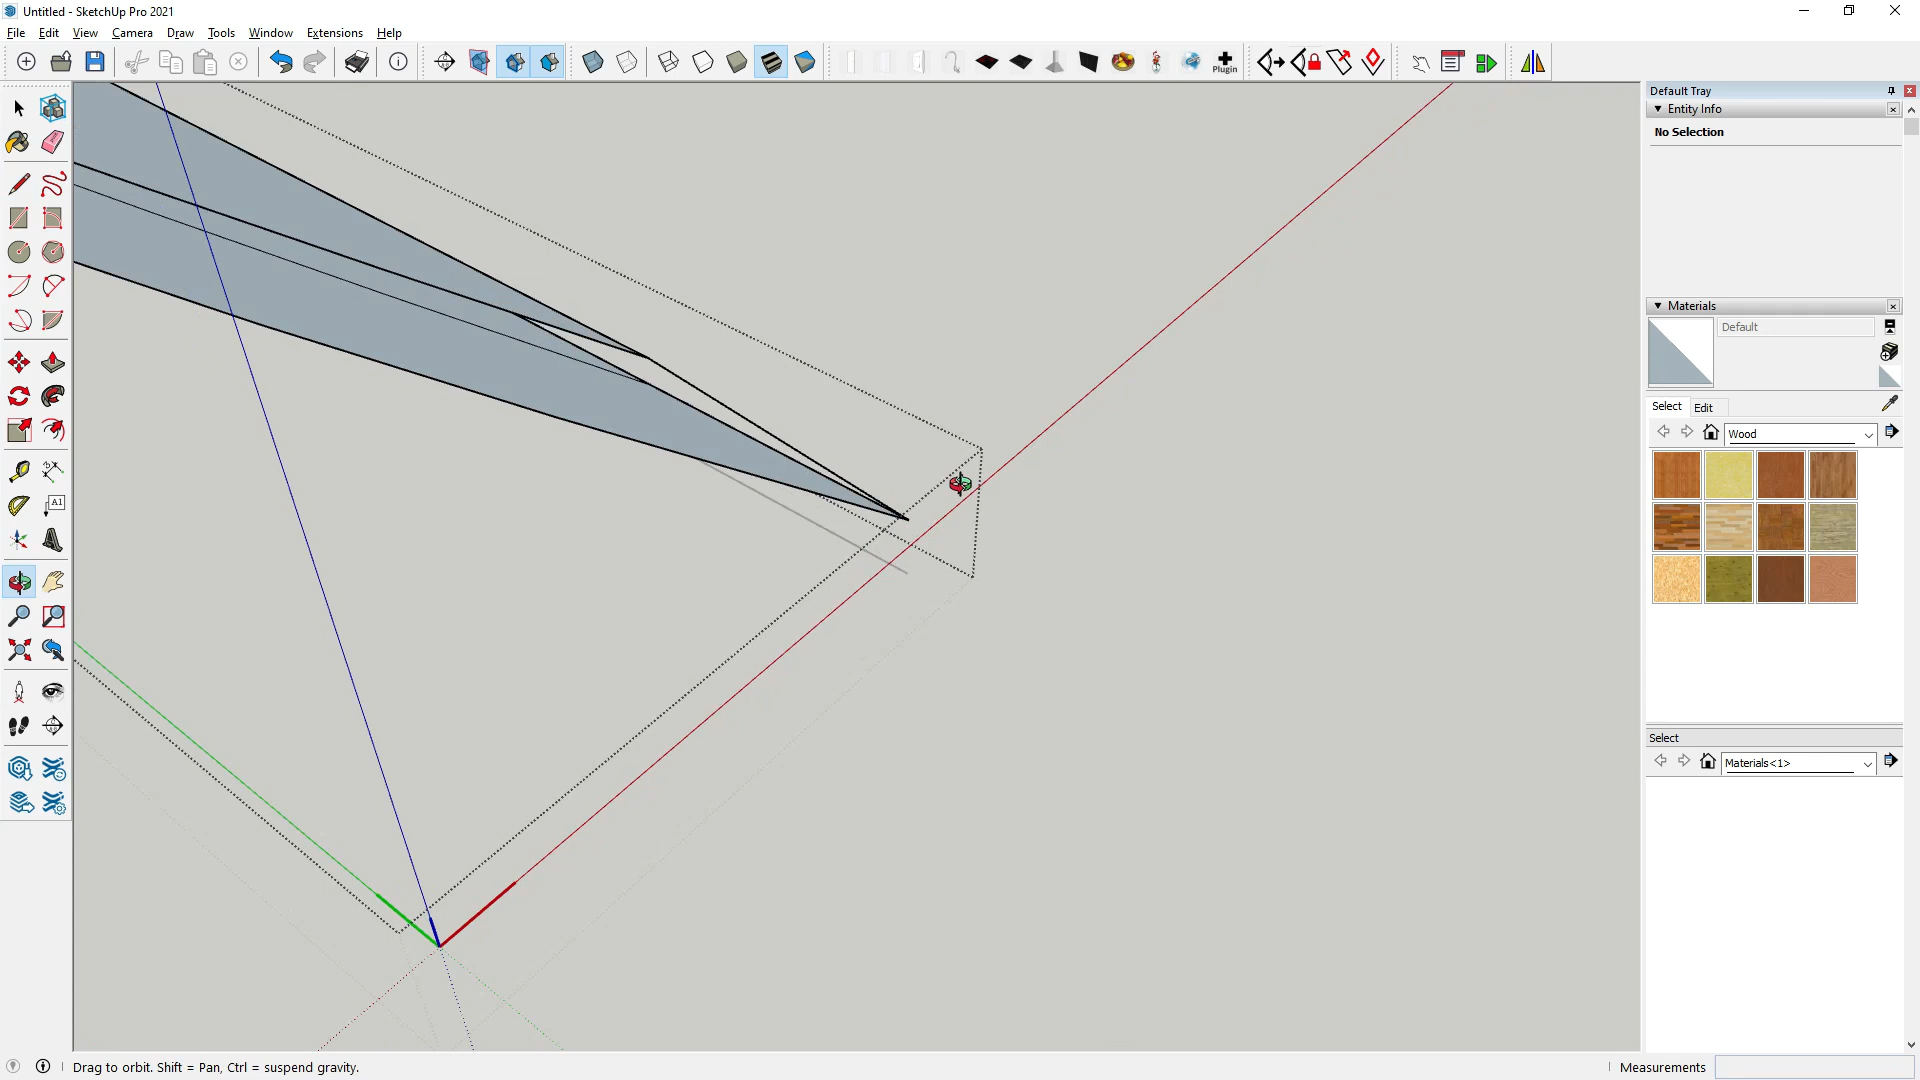 Untitled - SketchUp Pro 2021
File Edit View Camera Draw Tools Window Extensions Help
Plugin
Default Tray
Entity Info
No Selection
Materials
Default
Select Edit
Wood
A1
Select
Materials<1>
Drag to orbit. Shift = Pan, Ctrl = suspend gravity.
Measurements